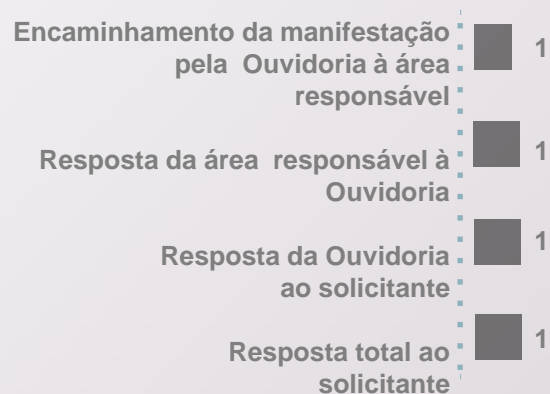 Encaminhamento da manifestação
pela Ouvidoria à área
responsável
1
Resposta da área responsável à
Ouvidoria
1
Resposta da Ouvidoria
ao solicitante
1
Resposta total ao
solicitante
1